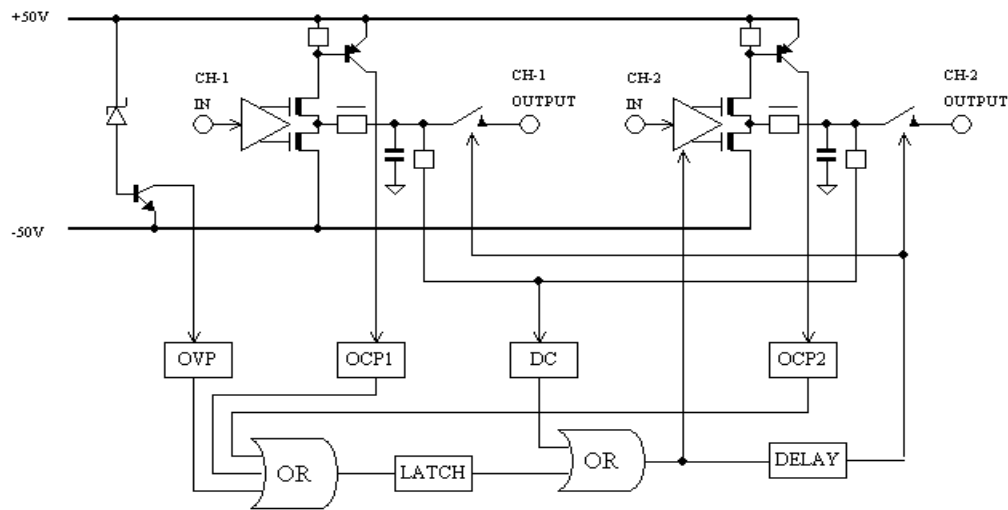 +50V
CH-1
IN
CH-1
OUTPUT
CH-2
IN
CH-2
OUTPUT
-50V
OVP
OCP1
DC
OCP2
OR
LATCH
OR
DELAY